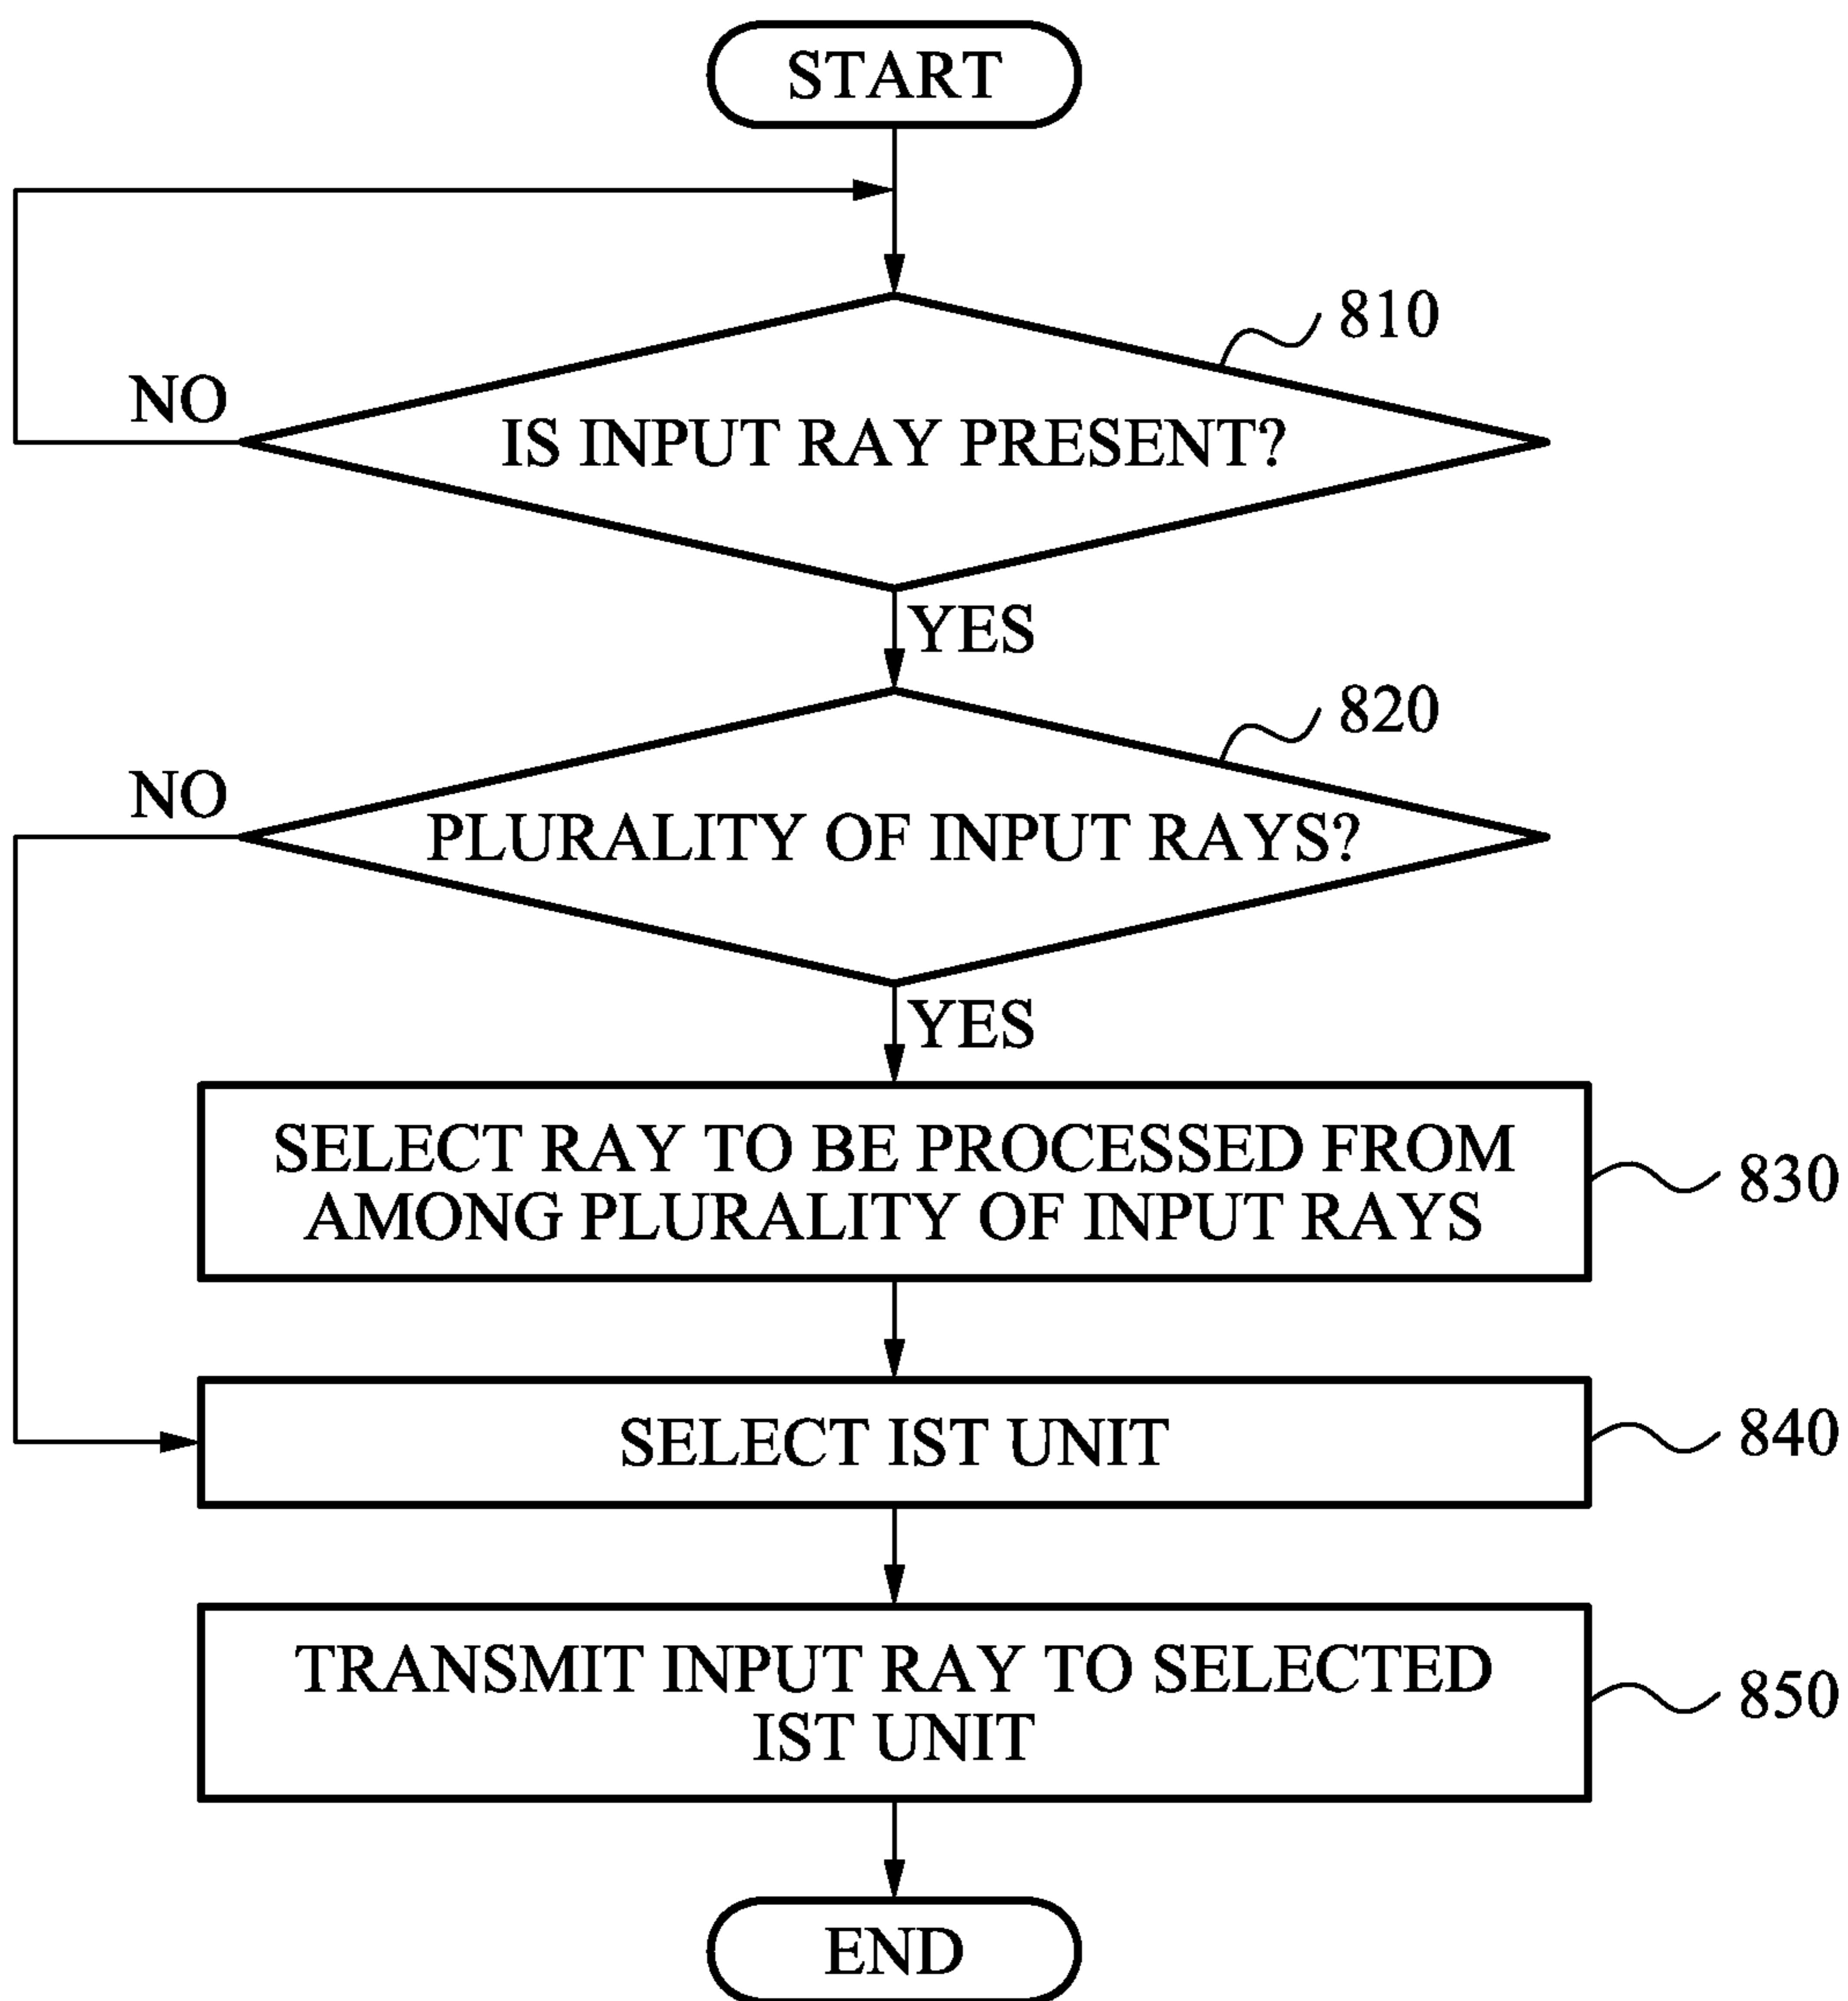 START
810
NO
IS INPUT RAY PRESENT?
YES
820
NO
PLURALITY OF INPUT RAYS?
YES
SELECT RAY TO BE PROCESSED FROM
AMONG PLURALITY OF INPUT RAYS
830
SELECT IST UNIT
840
TRANSMIT INPUT RAY TO SELECTED
IST UNIT
850
END